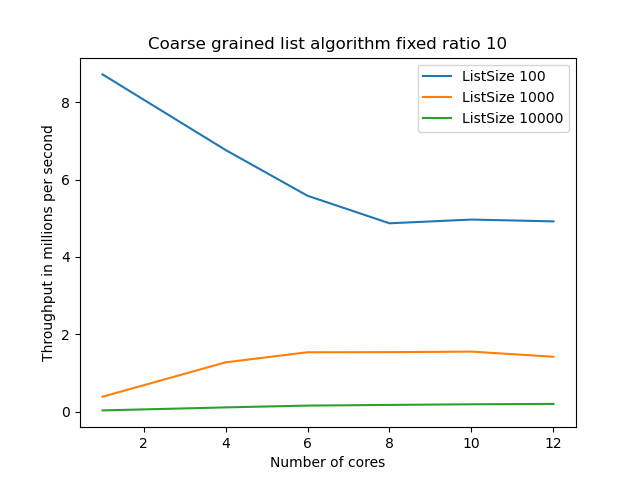 Coarse grained list algorithm fixed ratio 10
ListSize 100
ListSize 1000
ListSize 10000
Throughput in millions per second
8
6
4
2
0
2 4 6 8 10 12
Number of cores